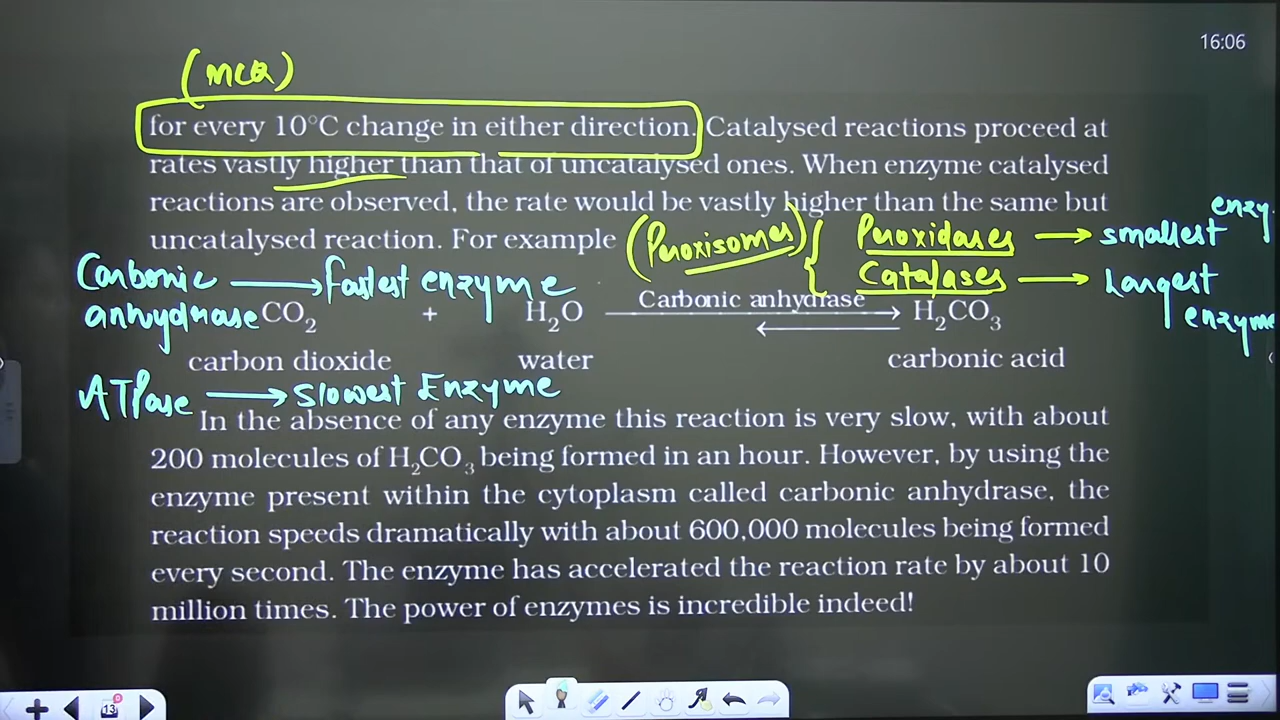 16:06
(MCQ)
for every 10°C change in either direction. Catalysed reactions proceed at
rates vastly higher than that of uncatalysed ones. When enzyme catalysed
reactions are observed, the rate would be vastly higher than the same but
uncatalysed reaction. For example
(Peroxisomes) { Peroxidases → smallest enzy
Catalases → Largest enzyme
Carbonic anhydrase → fastest enzyme
CO₂ + H₂O Carbonic anhydrase H₂CO₃
carbon dioxide water carbonic acid
ATPase → Slowest Enzyme
In the absence of any enzyme this reaction is very slow, with about
200 molecules of H₂CO₃ being formed in an hour. However, by using the
enzyme present within the cytoplasm called carbonic anhydrase, the
reaction speeds dramatically with about 600,000 molecules being formed
every second. The enzyme has accelerated the reaction rate by about 10
million times. The power of enzymes is incredible indeed!
13